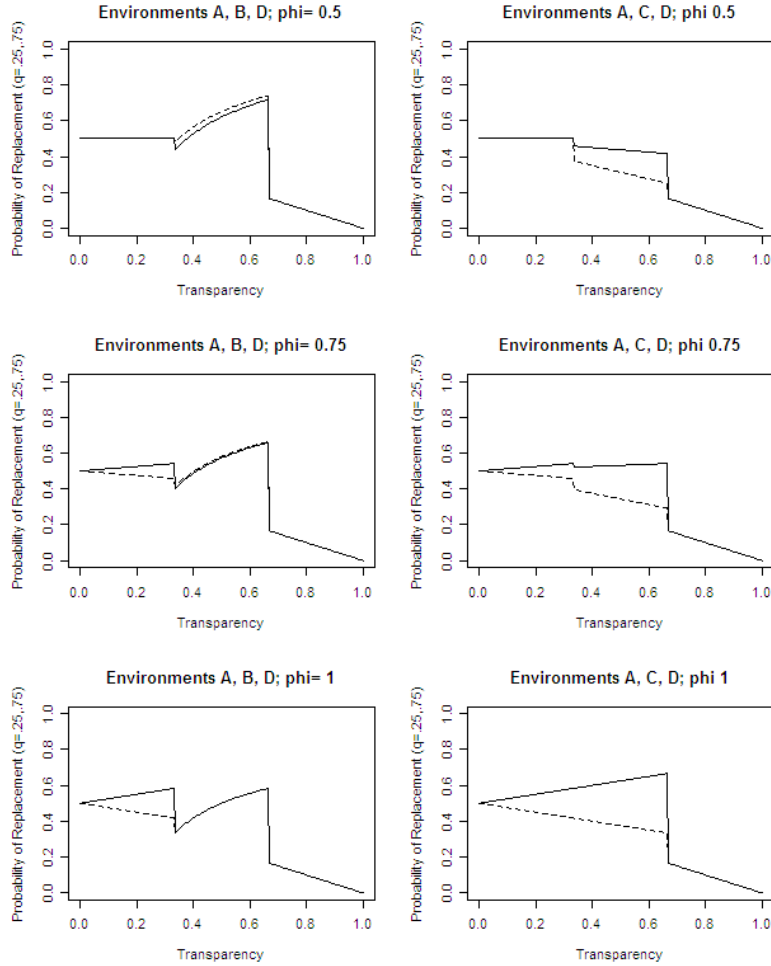 Environments A, B, D; phi= 0.5
Probability of Replacement (q=.25,.75)
0.0 0.2 0.4 0.6 0.8 1.0
0.0 0.2 0.4 0.6 0.8 1.0
Transparency
Environments A, C, D; phi 0.5
Probability of Replacement (q=.25,.75)
0.0 0.2 0.4 0.6 0.8 1.0
0.0 0.2 0.4 0.6 0.8 1.0
Transparency
Environments A, B, D; phi= 0.75
Probability of Replacement (q=.25,.75)
0.0 0.2 0.4 0.6 0.8 1.0
0.0 0.2 0.4 0.6 0.8 1.0
Transparency
Environments A, C, D; phi 0.75
Probability of Replacement (q=.25,.75)
0.0 0.2 0.4 0.6 0.8 1.0
0.0 0.2 0.4 0.6 0.8 1.0
Transparency
Environments A, B, D; phi= 1
Probability of Replacement (q=.25,.75)
0.0 0.2 0.4 0.6 0.8 1.0
0.0 0.2 0.4 0.6 0.8 1.0
Transparency
Environments A, C, D; phi 1
Probability of Replacement (q=.25,.75)
0.0 0.2 0.4 0.6 0.8 1.0
0.0 0.2 0.4 0.6 0.8 1.0
Transparency